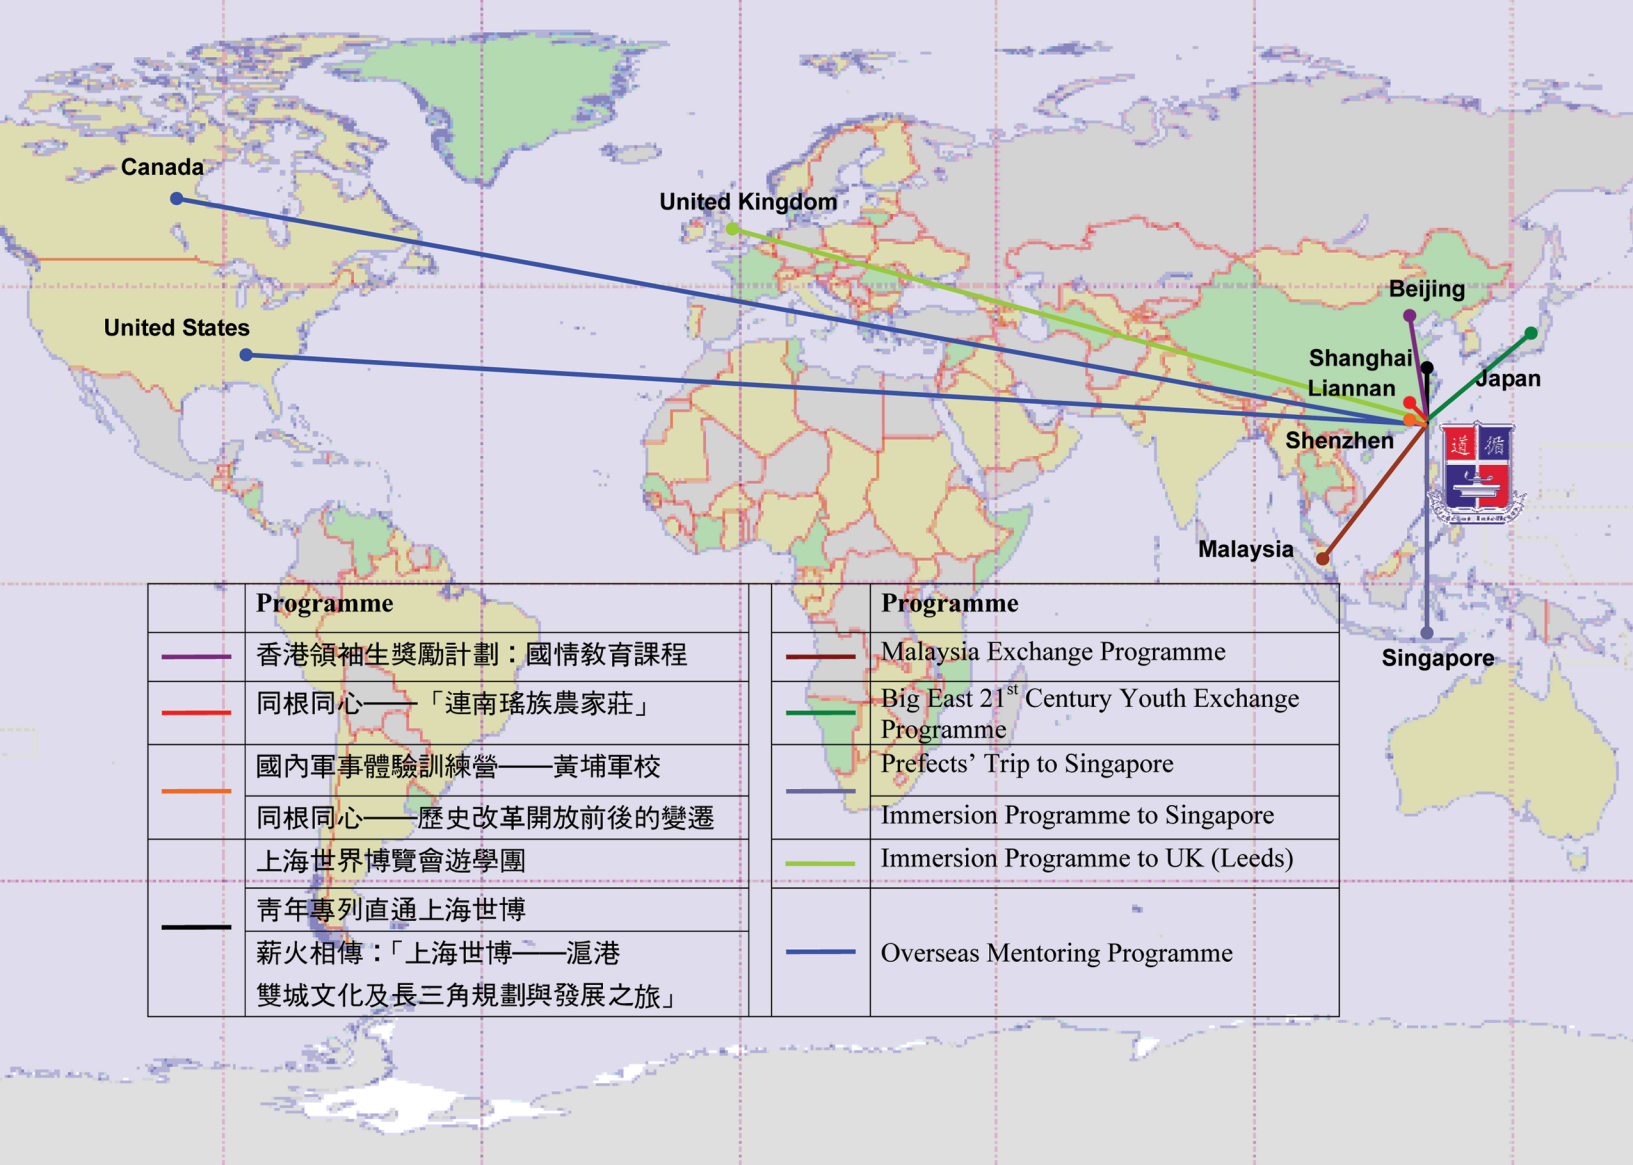 Canada
United Kingdom
United States
Beijing
Shanghai
Liannan
Japan
Shenzhen
道 循
Malaysia
Singapore
Programme
香港領袖生獎勵計劃：國情教育課程
同根同心——「連南瑤族農家莊」
國內軍事體驗訓練營——黃埔軍校
同根同心——歷史改革開放前後的變遷
上海世界博覽會遊學團
青年專列直通上海世博
薪火相傳：「上海世博——滬港
雙城文化及長三角規劃與發展之旅」
Programme
Malaysia Exchange Programme
Big East 21st Century Youth Exchange
Programme
Prefects’ Trip to Singapore
Immersion Programme to Singapore
Immersion Programme to UK (Leeds)
Overseas Mentoring Programme